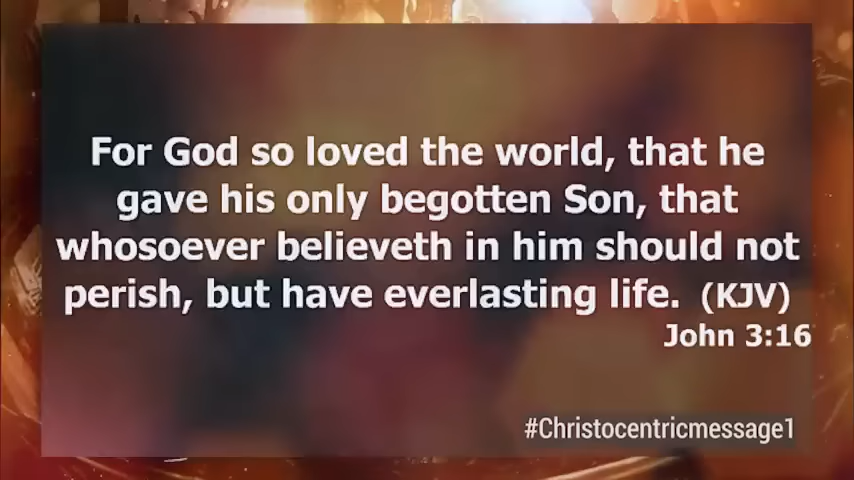 For God so loved the world, that he
gave his only begotten Son, that
whosoever believeth in him should not
perish, but have everlasting life. (KJV)
John 3:16
#Christocentricmessage1